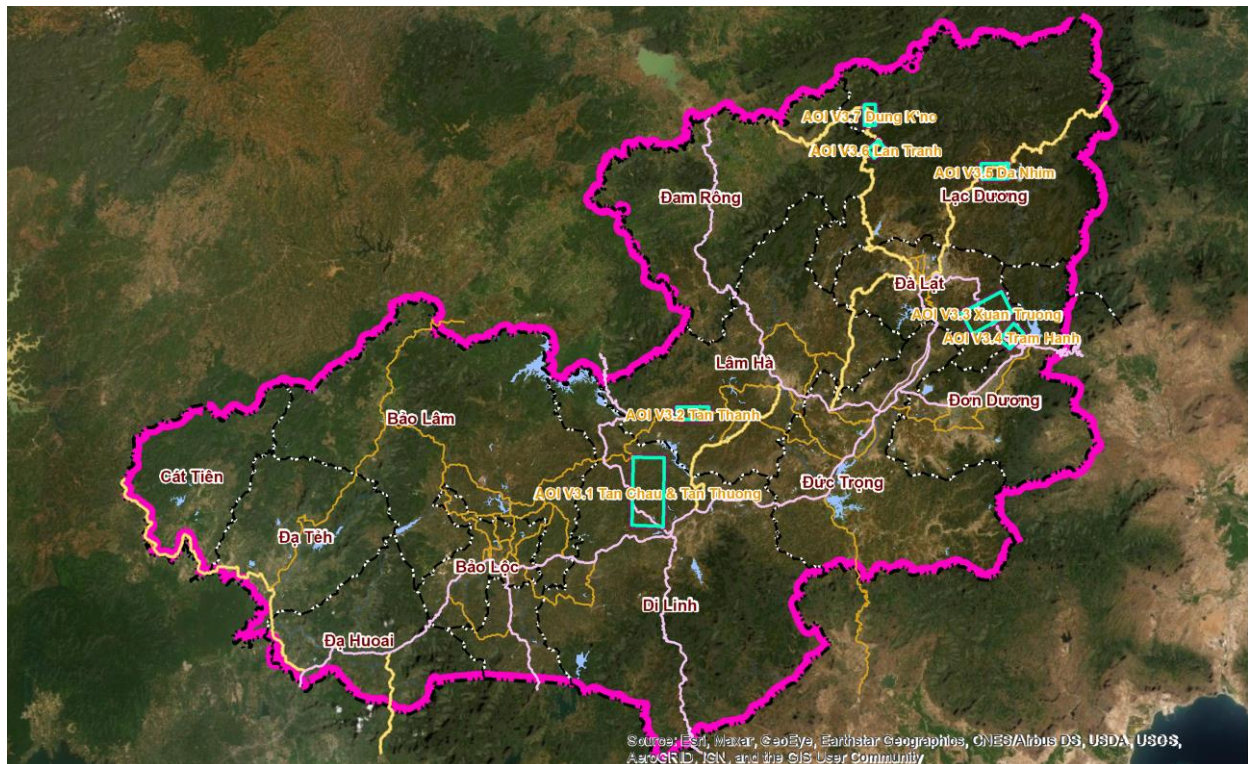 AOI V3.7 Đung K'no
AOI V3.6 Lan Tranh
AOI V3.5 Da Nhim
Đam Rông
Lạc Dương
Đà Lạt
AOI V3.3 Xuan Truong
AOI V3.4 Tram Hanh
Lâm Hà
Đơn Dương
AOI V3.2 Tan Thanh
Bảo Lâm
Cát Tiên
Đức Trọng
AOI V3.1 Tan Chau & Tan Thuong
Đạ Tẻh
Bảo Lộc
Di Linh
Đạ Huoai
Source: Esri, Maxar, GeoEye, Earthstar Geographics, CNES/Airbus DS, USDA, USGS,
AeroGRID, IGN, and the GIS User Community